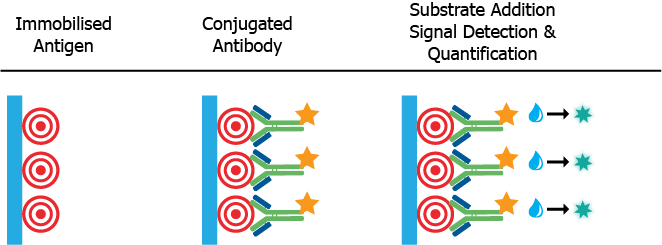 Immobilised
Antigen
Conjugated
Antibody
Substrate Addition
Signal Detection &
Quantification